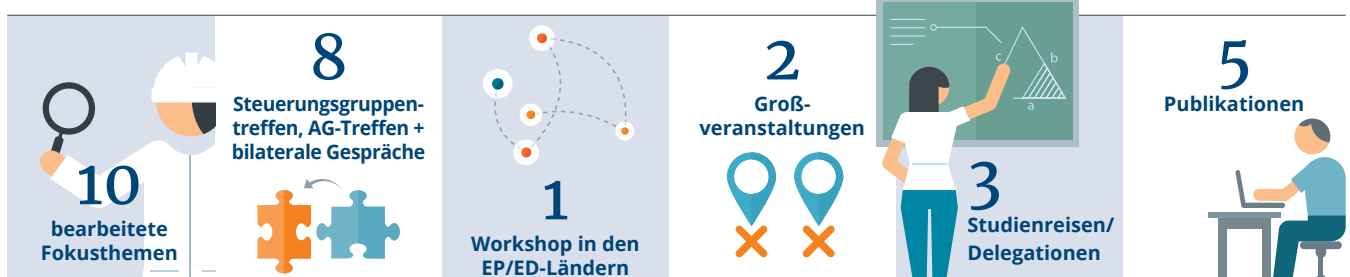 10
bearbeitete
Fokusthemen
8
Steuerungsgruppen-
treffen, AG-Treffen +
bilaterale Gespräche
1
Workshop in den
EP/ED-Ländern
2
Groß-
veranstaltungen
c
b
a
3
Studienreisen/
Delegationen
5
Publikationen